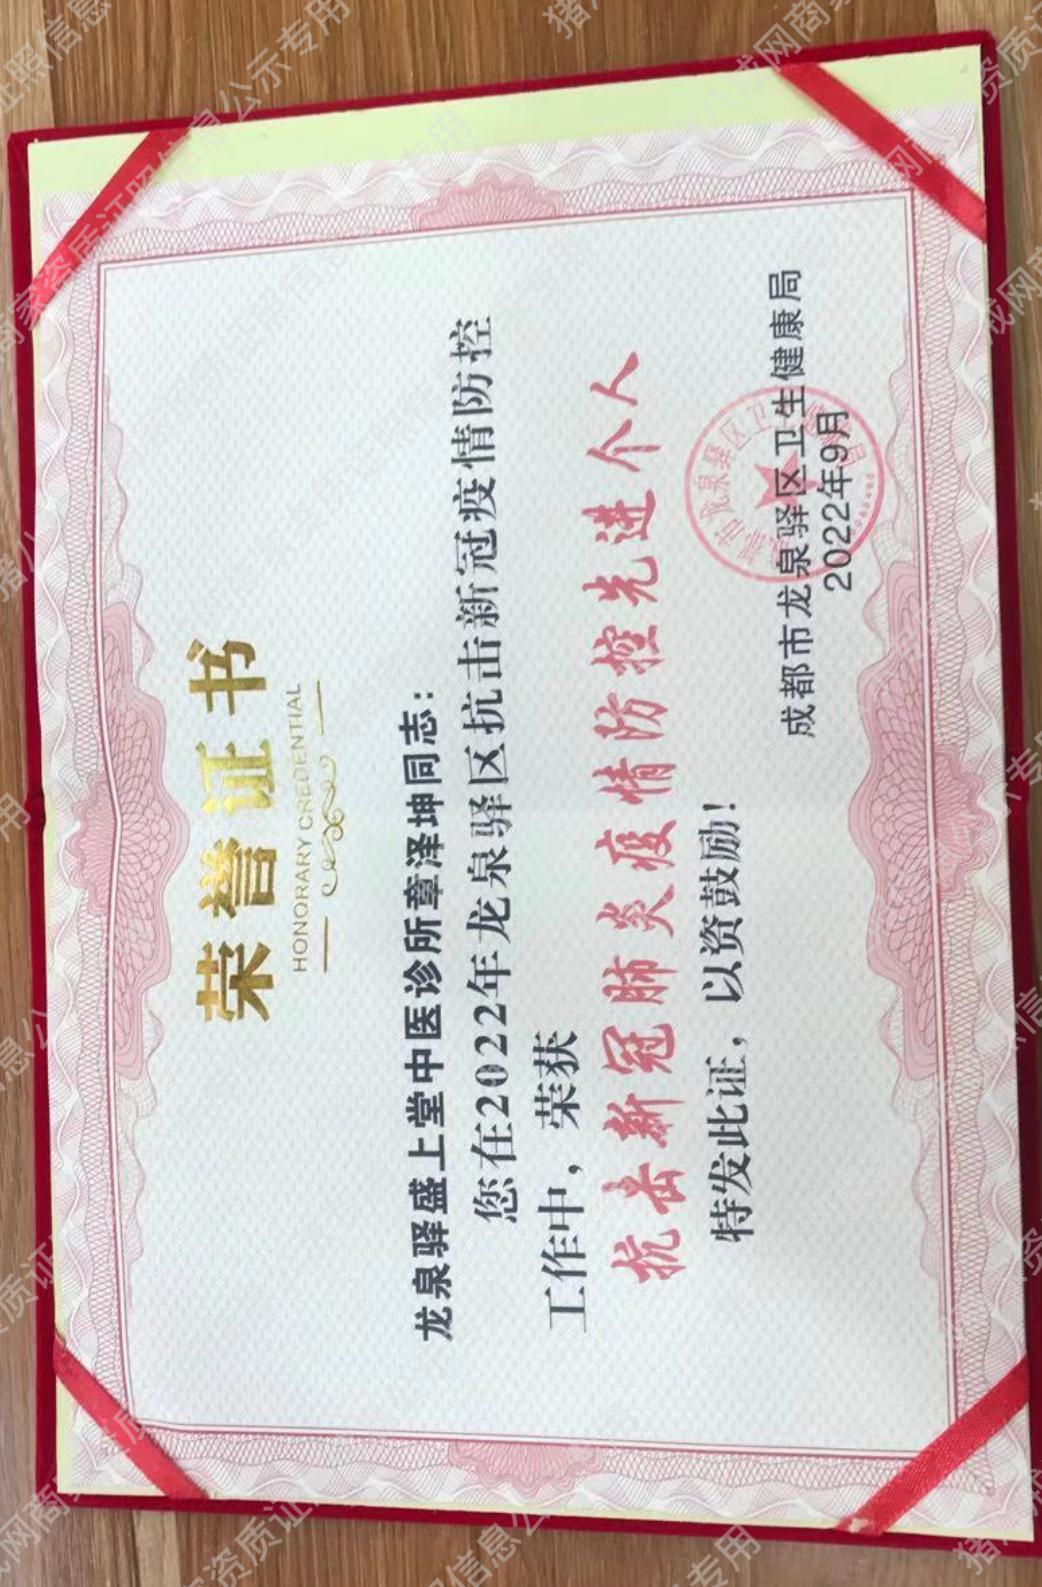 荣誉证书
HONORARY CREDENTIAL
龙泉驿盛上堂中医诊所章泽坤同志：
您在2022年龙泉驿区抗击新冠疫情防控
工作中，荣获
抗击新冠肺炎疫情防控先进个人
特发此证，以资鼓励！
成都市龙泉驿区卫生健康局
2022年9月